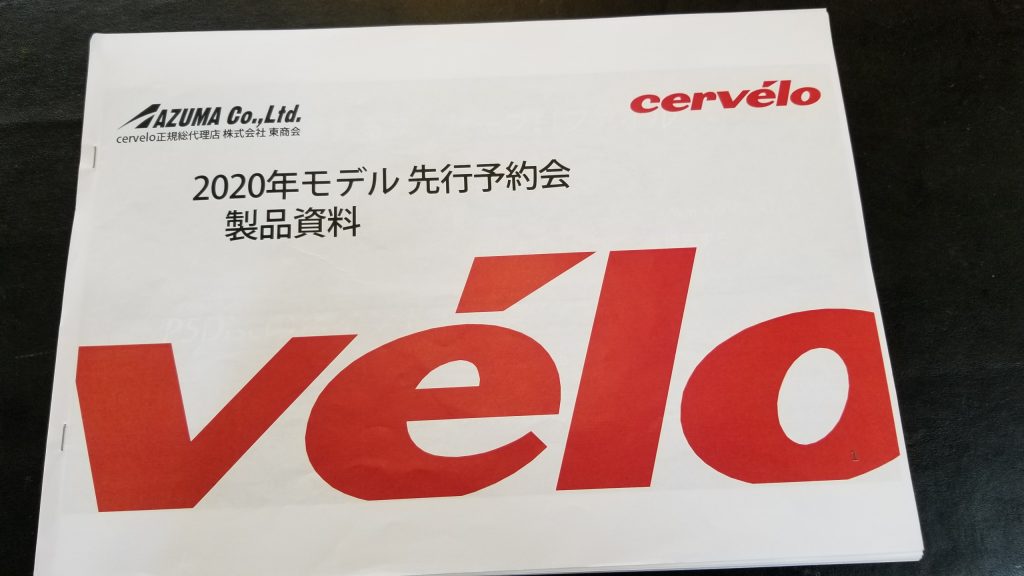 AZUMA Co.,Ltd.
cervelo正規総代理店 株式会社 東商会
cervélo
2020年モデル 先行予約会
製品資料
vélo
1